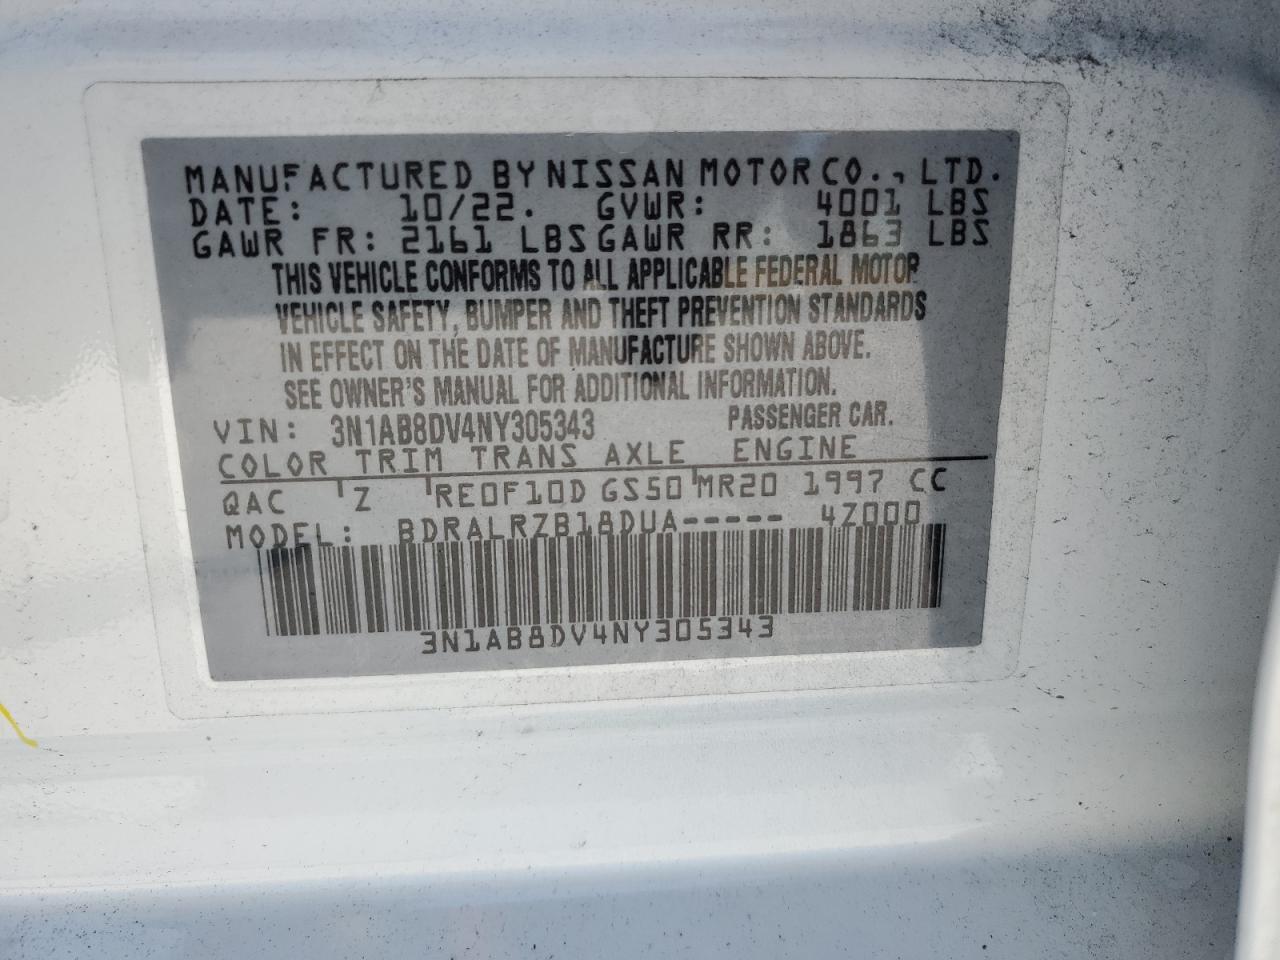 MANUFACTURED BY NISSAN MOTOR CO., LTD.
DATE: 10/22. GVWR: 4001 LBS
GAWR FR: 2161 LBS GAWR RR: 1863 LBS
THIS VEHICLE CONFORMS TO ALL APPLICABLE FEDERAL MOTOR
VEHICLE SAFETY, BUMPER AND THEFT PREVENTION STANDARDS
IN EFFECT ON THE DATE OF MANUFACTURE SHOWN ABOVE.
SEE OWNER'S MANUAL FOR ADDITIONAL INFORMATION.
VIN: 3N1AB8DV4NY305343 PASSENGER CAR.
COLOR TRIM TRANS AXLE ENGINE
QAC Z RE0F10D GS50 MR20 1997 CC
MODEL: BDRALRZB18DUA----- 4Z000
3N1AB8DV4NY305343